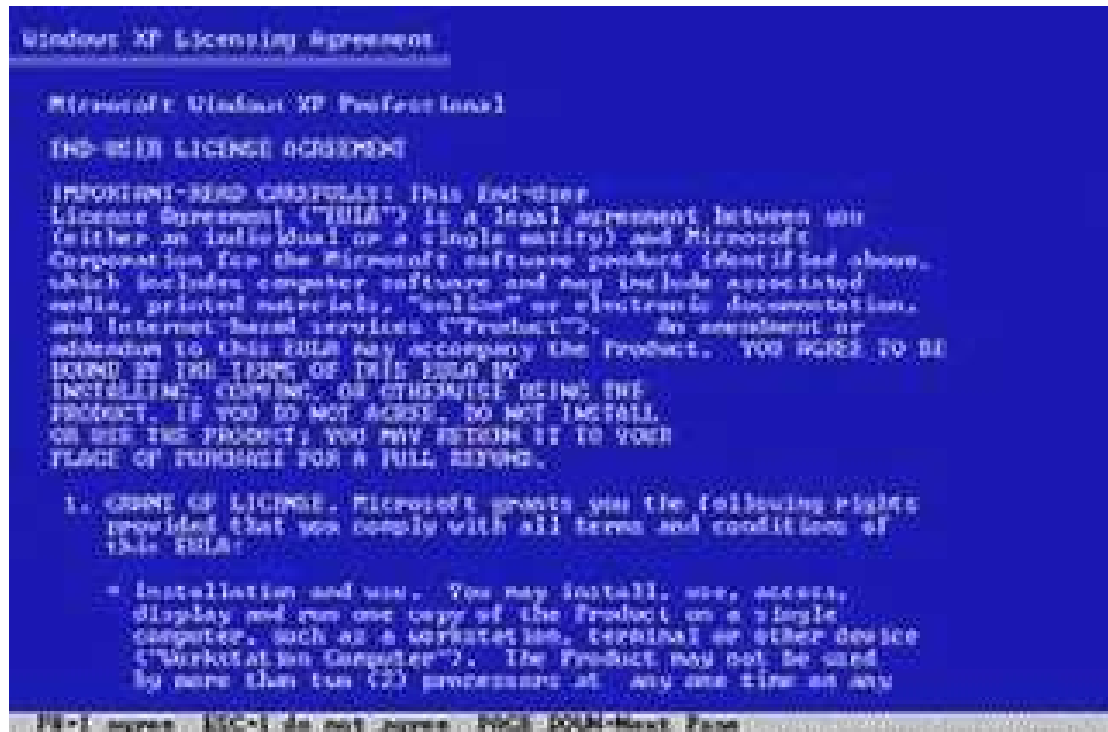 Windows XP Licensing Agreement
Microsoft Windows XP Professional
END-USER LICENSE AGREEMENT
IMPORTANT-READ CAREFULLY: This End-User
License Agreement ("EULA") is a legal agreement between you
(either an individual or a single entity) and Microsoft
Corporation for the Microsoft software product identified above,
which includes computer software and may include associated
media, printed materials, "online" or electronic documentation,
and Internet-based services ("Product").   An amendment or
addendum to this EULA may accompany the Product.  YOU AGREE TO BE
BOUND BY THE TERMS OF THIS EULA BY
INSTALLING, COPYING, OR OTHERWISE USING THE
PRODUCT. IF YOU DO NOT AGREE, DO NOT INSTALL
OR USE THE PRODUCT; YOU MAY RETURN IT TO YOUR
PLACE OF PURCHASE FOR A FULL REFUND.
1. GRANT OF LICENSE. Microsoft grants you the following rights
provided that you comply with all terms and conditions of
this EULA:
* Installation and use.  You may install, use, access,
display and run one copy of the Product on a single
computer, such as a workstation, terminal or other device
("Workstation Computer").  The Product may not be used
by more than two (2) processors at  any one time on any
F8=I agree  ESC=I do not agree  PAGE DOWN=Next Page